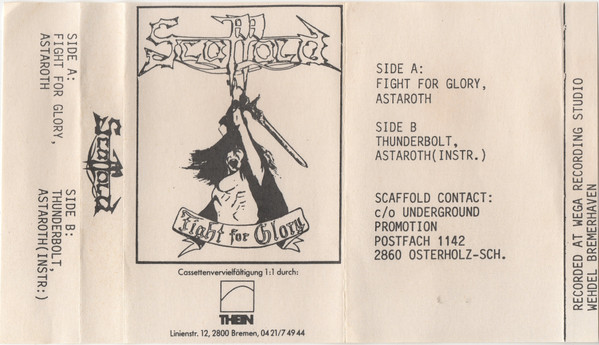 SIDE A:
FIGHT FOR GLORY,
ASTAROTH
SIDE B:
THUNDERBOLT,
ASTAROTH(INSTR:)
Scaffold
Scaffold
Fight for Glory
Cassettenvervielfältigung 1:1 durch:
THEIN
Linienstr. 12, 2800 Bremen, 04 21/7 49 44
SIDE A:
FIGHT FOR GLORY,
ASTAROTH
SIDE B
THUNDERBOLT,
ASTAROTH(INSTR.)
SCAFFOLD CONTACT:
c/o UNDERGROUND
PROMOTION
POSTFACH 1142
2860 OSTERHOLZ-SCH.
RECORDED AT WEGA RECORDING STUDIO
WEHDEL BREMERHAVEN